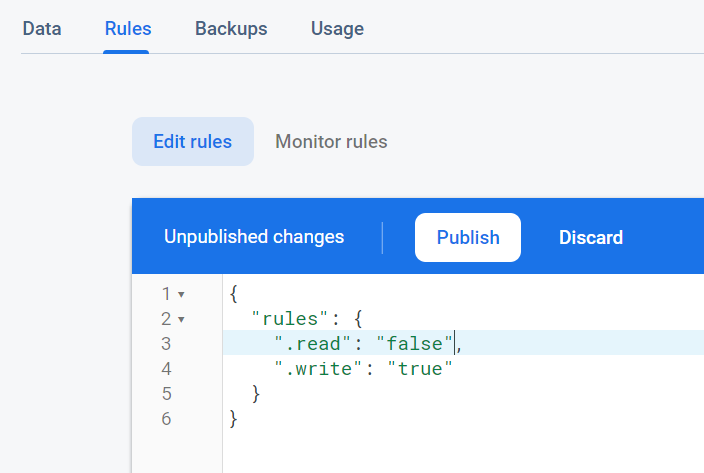 Data Rules Backups Usage
Edit rules Monitor rules
Unpublished changes Publish Discard
1 {
2 "rules": {
3 ".read": "false",
4 ".write": "true"
5 }
6 }